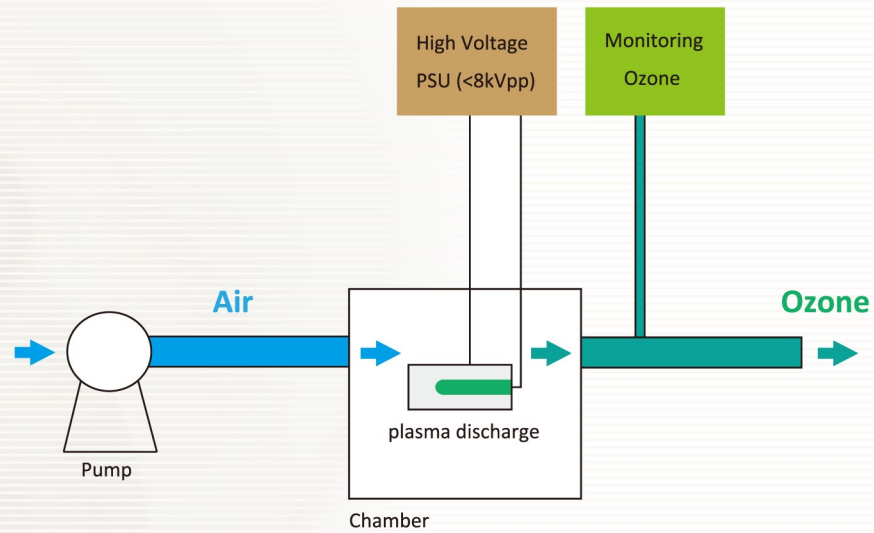 High Voltage
PSU (<8kVpp)
Monitoring
Ozone
Air
Ozone
plasma discharge
Pump
Chamber